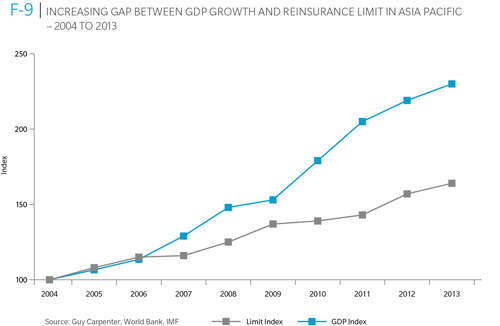 F-9 | INCREASING GAP BETWEEN GDP GROWTH AND REINSURANCE LIMIT IN ASIA PACIFIC
– 2004 TO 2013
250
200
150
100
Index
2004 2005 2006 2007 2008 2009 2010 2011 2012 2013
Source: Guy Carpenter, World Bank, IMF Limit Index GDP Index